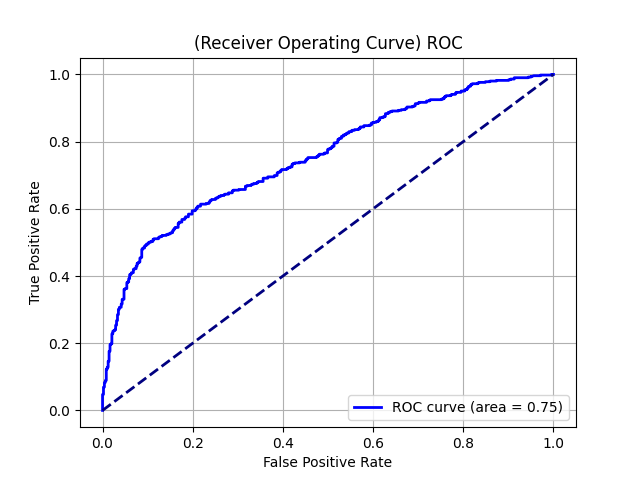 (Receiver Operating Curve) ROC
1.0
0.8
0.6
0.4
0.2
0.0
True Positive Rate
ROC curve (area = 0.75)
0.0 0.2 0.4 0.6 0.8 1.0
False Positive Rate